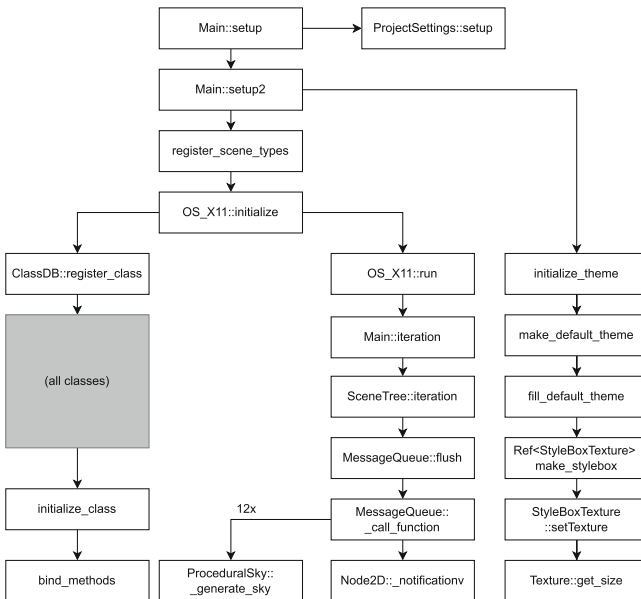 Main::setup
ProjectSettings::setup
Main::setup2
register_scene_types
OS_X11::initialize
ClassDB::register_class
OS_X11::run
initialize_theme
Main::iteration
make_default_theme
(all classes)
SceneTree::iteration
fill_default_theme
MessageQueue::flush
Ref<StyleBoxTexture>
make_stylebox
initialize_class
12x
MessageQueue::
_call_function
StyleBoxTexture
::setTexture
bind_methods
ProceduralSky::
_generate_sky
Node2D::_notificationv
Texture::get_size